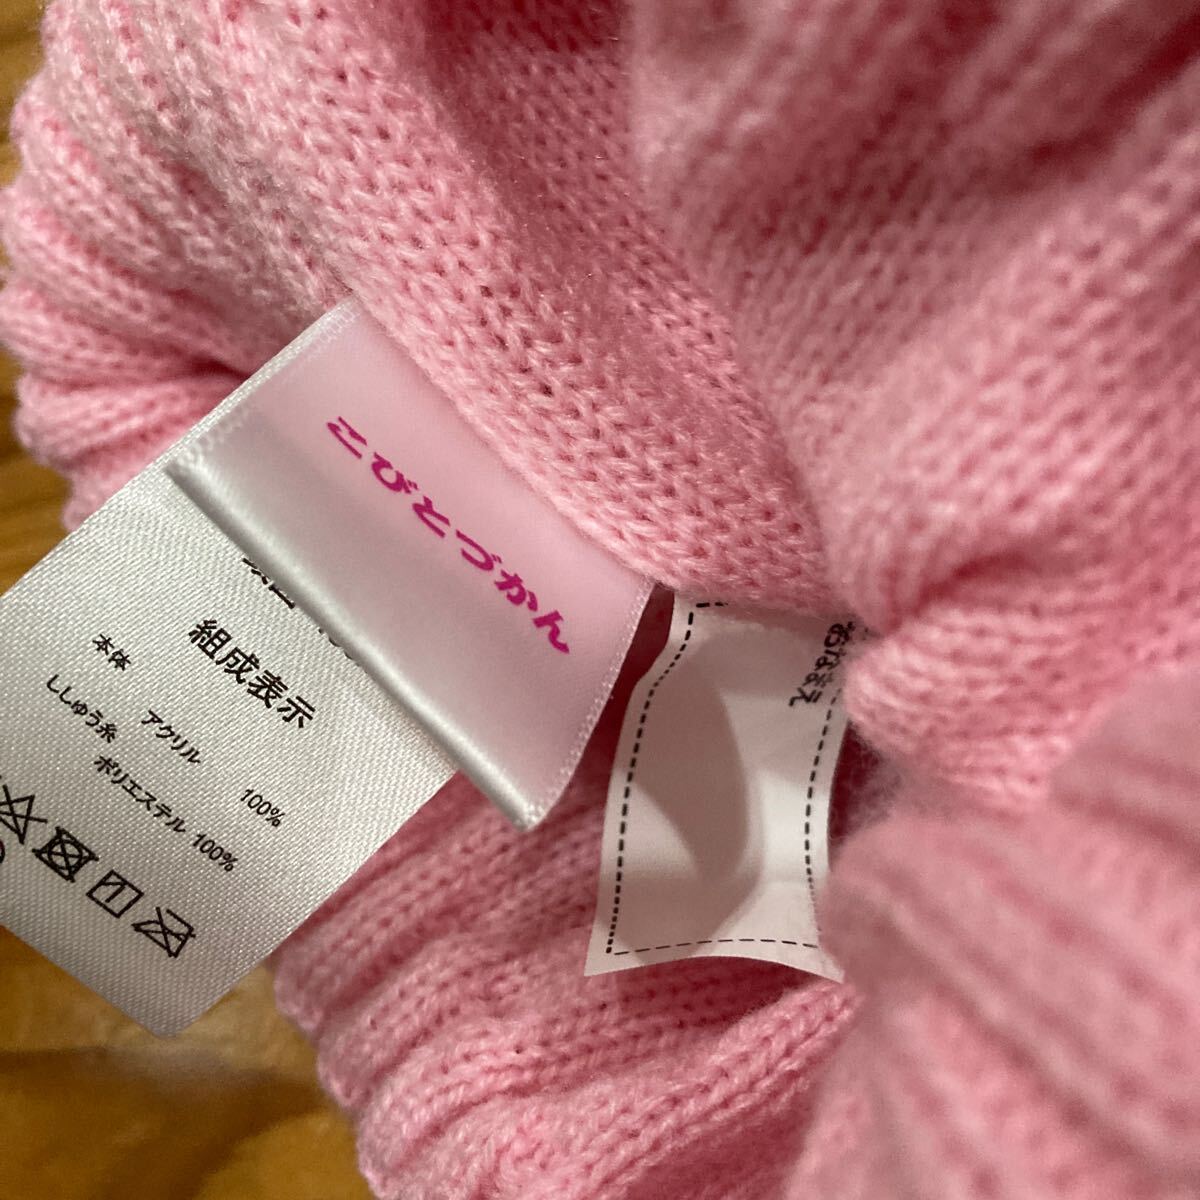 こびとづかん
組成表示
本体 アクリル 100%
ししゅう糸 ポリエステル 100%
おなまえ